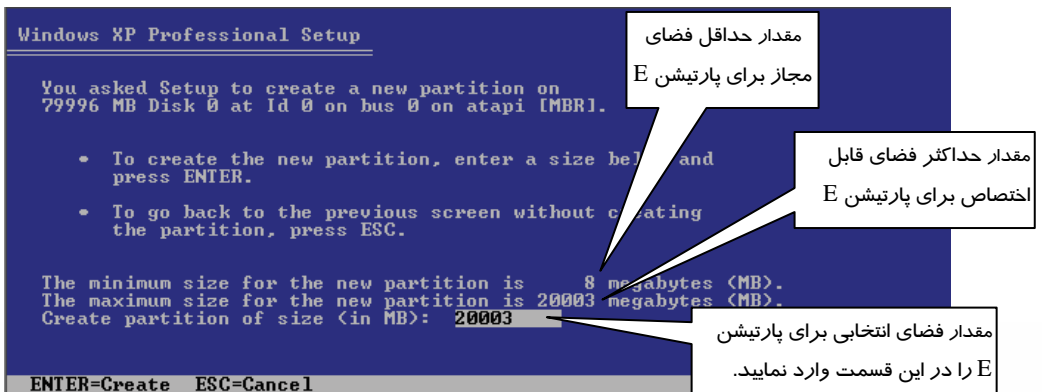 Windows XP Professional Setup
مقدار حداقل فضای
مجاز برای پارتیشن E
You asked Setup to create a new partition on
79996 MB Disk 0 at Id 0 on bus 0 on atapi [MBR].
• To create the new partition, enter a size bel and
press ENTER.
مقدار حداکثر فضای قابل
اختصاص برای پارتیشن E
• To go back to the previous screen without c eating
the partition, press ESC.
The minimum size for the new partition is 8 megabytes (MB).
The maximum size for the new partition is 20003 megabytes (MB).
Create partition of size (in MB): 20003
مقدار فضای انتخابی برای پارتیشن
E را در این قسمت وارد نمایید.
ENTER=Create ESC=Cancel